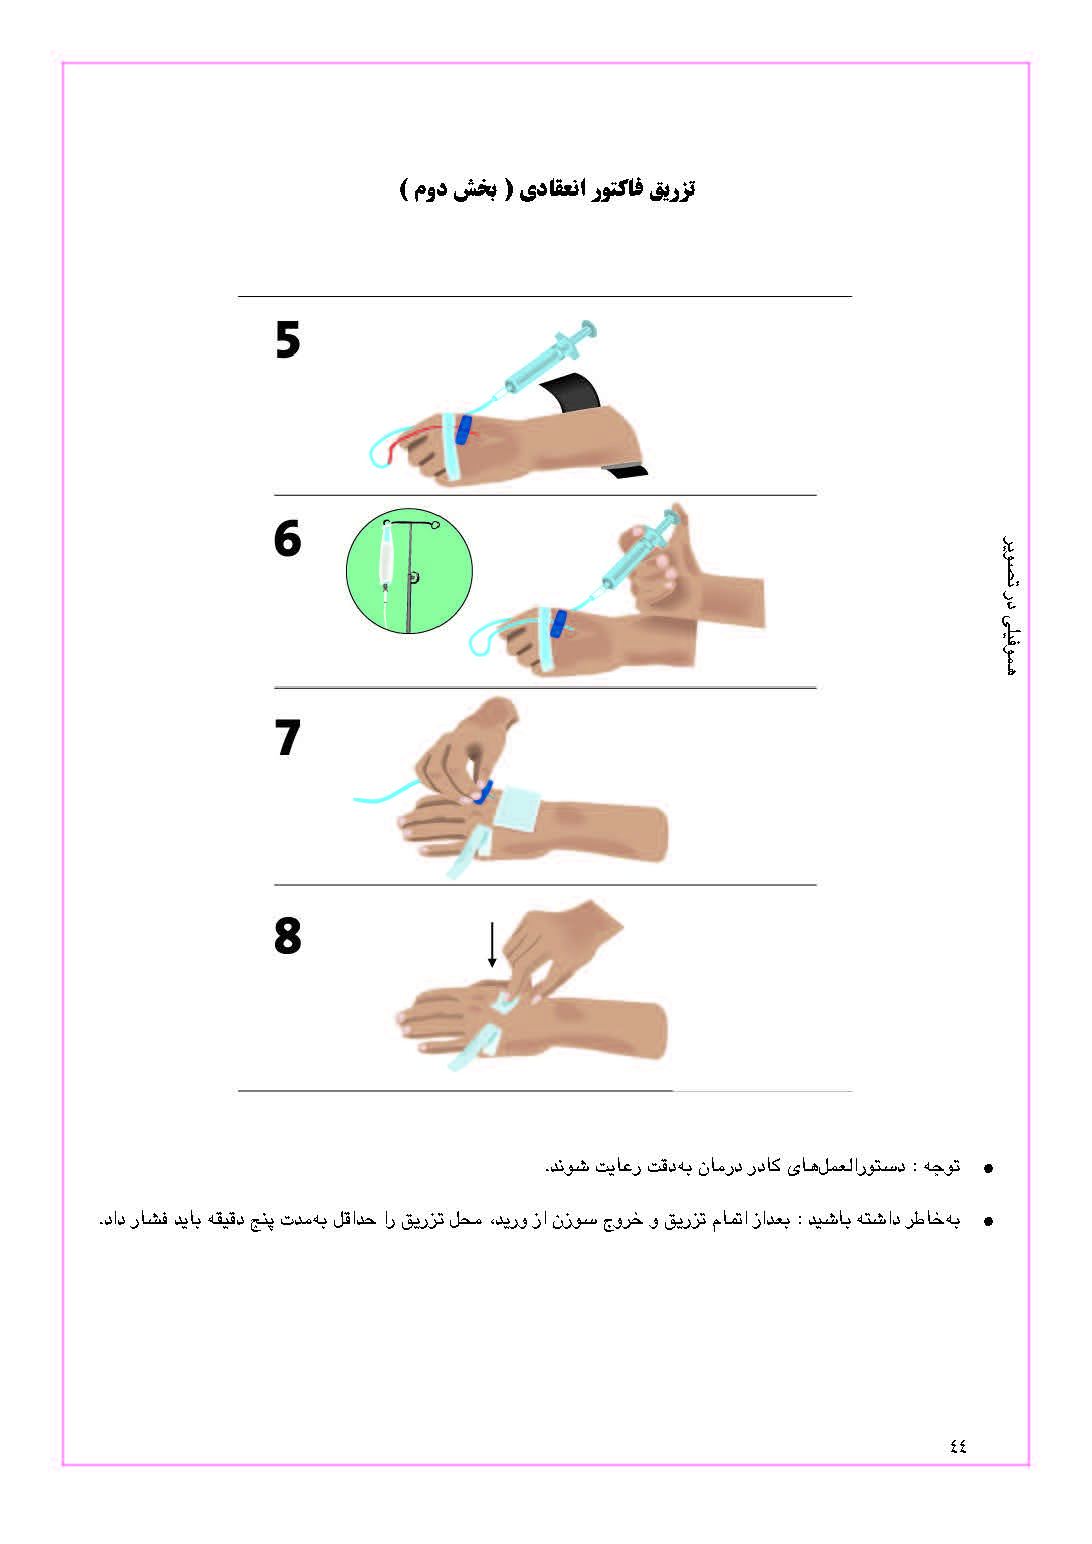 تزریق فاکتور انعقادی ( بخش دوم )
5
6
7
8
هموفیلی در تصویر
توجه : دستورالعمل‌های کادر درمان به‌دقت رعایت شوند.
به‌خاطر داشته باشید : بعداز اتمام تزریق و خروج سوزن از ورید، محل تزریق را حداقل به‌مدت پنج دقیقه باید فشار داد.
٤٤